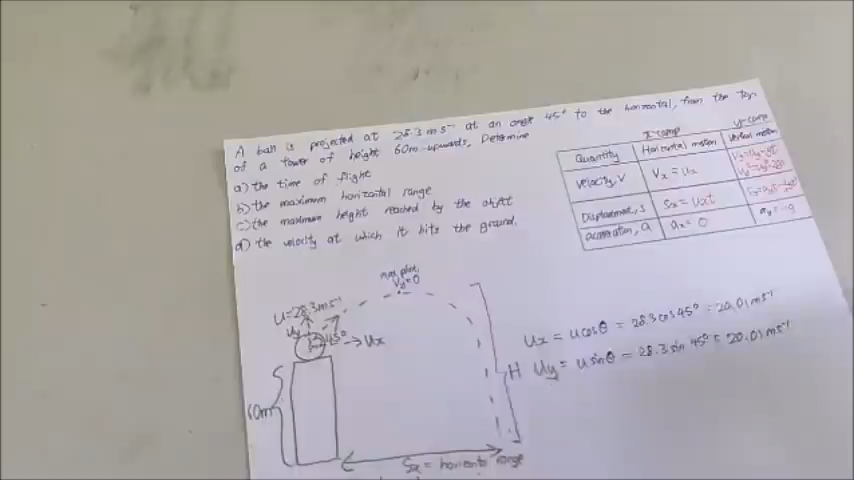 A ball is projected at 28.3 ms⁻¹ at an angle 45° to the horizontal, from the top
of a tower of height 60m upwards, Determine
a) the time of flight
b) the maximum horizontal range
c) the maximum height reached by the object
d) the velocity at which it hits the ground.
x-comp y-comp
Quantity Horizontal motion Vertical motion
Velocity, V Vx = Ux
Displacement, s Sx = Uxt
acceleration, a ax = 0 ay = -g
max point,
Vy = 0
U = 28.3 ms⁻¹
Uy
45° → Ux
60m
H
Sx = horizontal range
Ux = u cosθ = 28.3 cos 45° = 20.01 ms⁻¹
Uy = u sinθ = 28.3 sin 45° = 20.01 ms⁻¹